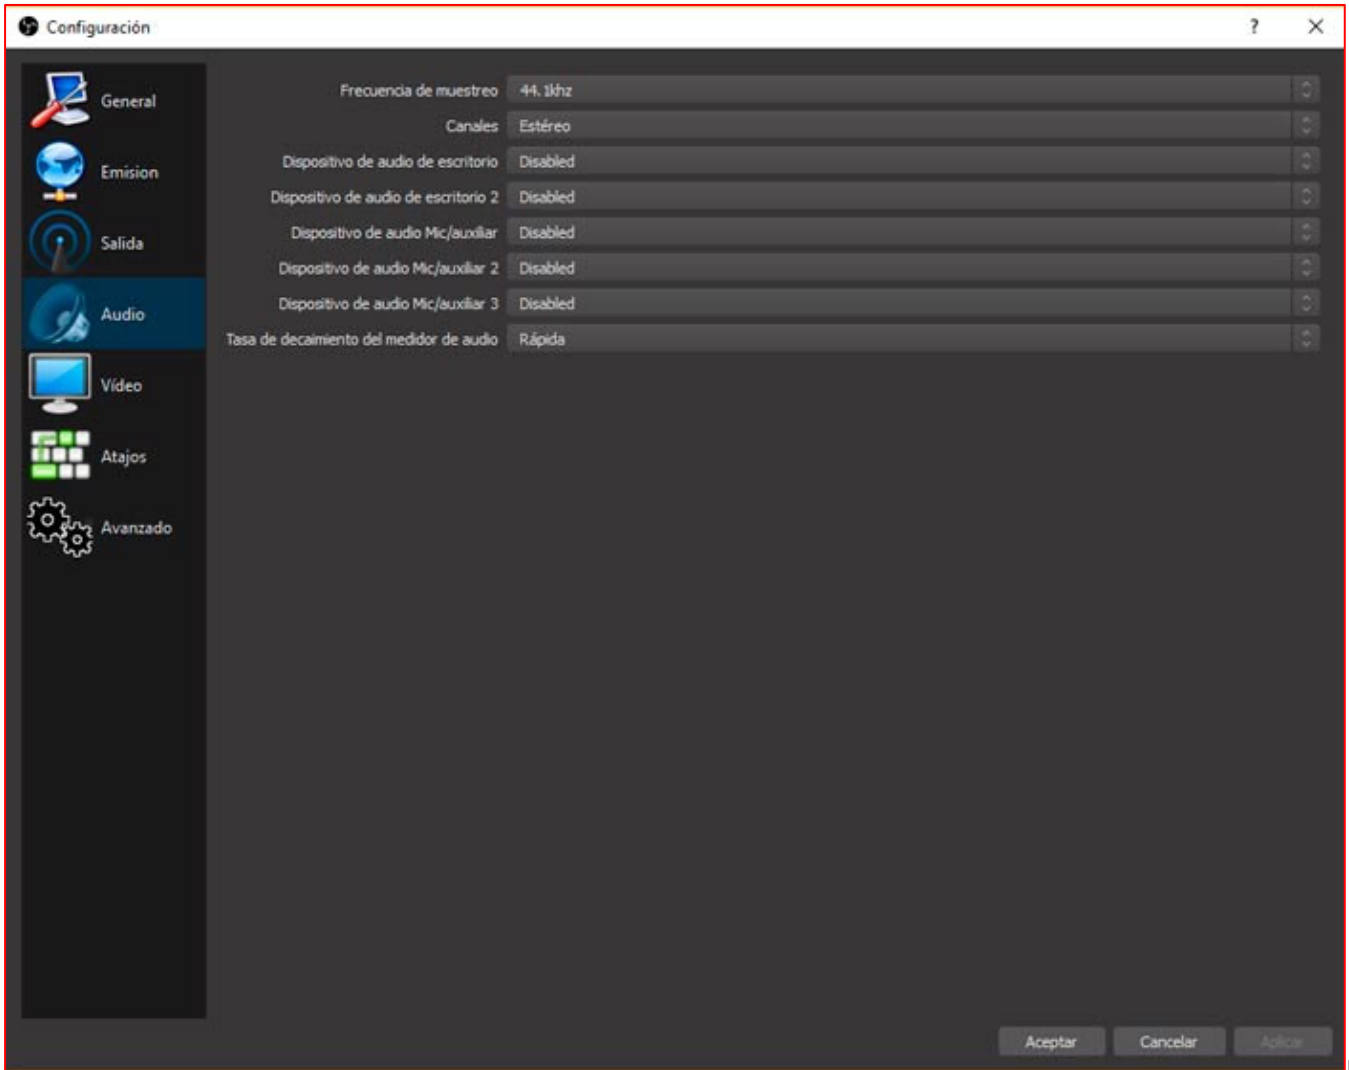 Configuración ?
General
Emision
Salida
Audio
Vídeo
Atajos
Avanzado
Frecuencia de muestreo 44.1khz
Canales Estéreo
Dispositivo de audio de escritorio Disabled
Dispositivo de audio de escritorio 2 Disabled
Dispositivo de audio Mic/auxiliar Disabled
Dispositivo de audio Mic/auxiliar 2 Disabled
Dispositivo de audio Mic/auxiliar 3 Disabled
Tasa de decaimiento del medidor de audio Rápida
Aceptar Cancelar Aplicar